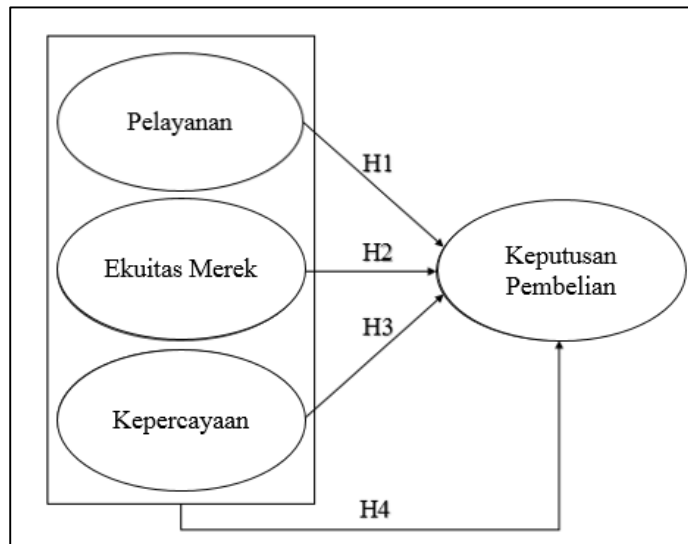 Pelayanan
H1
Ekuitas Merek
H2
Keputusan
Pembelian
H3
Kepercayaan
H4